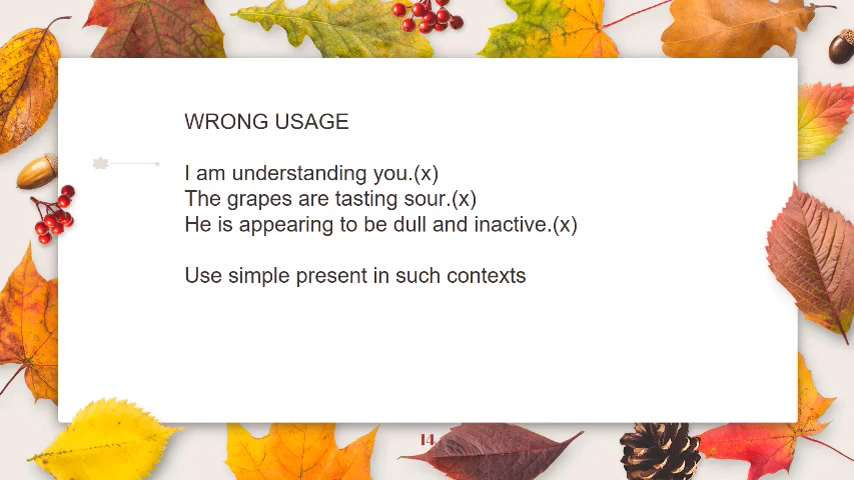 WRONG USAGE
I am understanding you.(x)
The grapes are tasting sour.(x)
He is appearing to be dull and inactive.(x)
Use simple present in such contexts
14